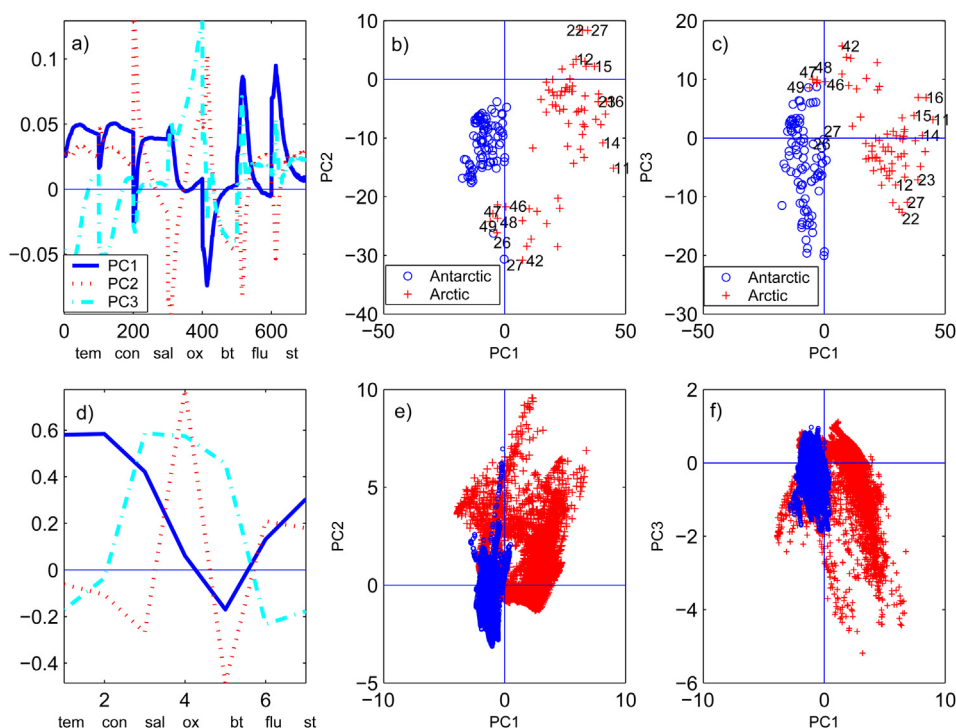 a)
0.1
0.05
0
−0.05
PC1
PC2
PC3
0 200 400 600
tem con sal ox bt flu st
b)
10
0
−10
−20
−30
−40
PC2
22 27
12
15
23 16
14
11
47 46
49 48
26
27 42
Antarctic
Arctic
−50 0 50
PC1
c)
20
10
0
−10
−20
−30
PC3
42
47 48
49 46
16
15 11
27
26 14
12 23
27
22
Antarctic
Arctic
−50 0 50
PC1
d)
0.6
0.4
0.2
0
−0.2
−0.4
2 4 6
tem con sal ox bt flu st
e)
10
5
0
−5
PC2
0 10
PC1
f)
2
0
−2
−4
−6
PC3
0 10
PC1